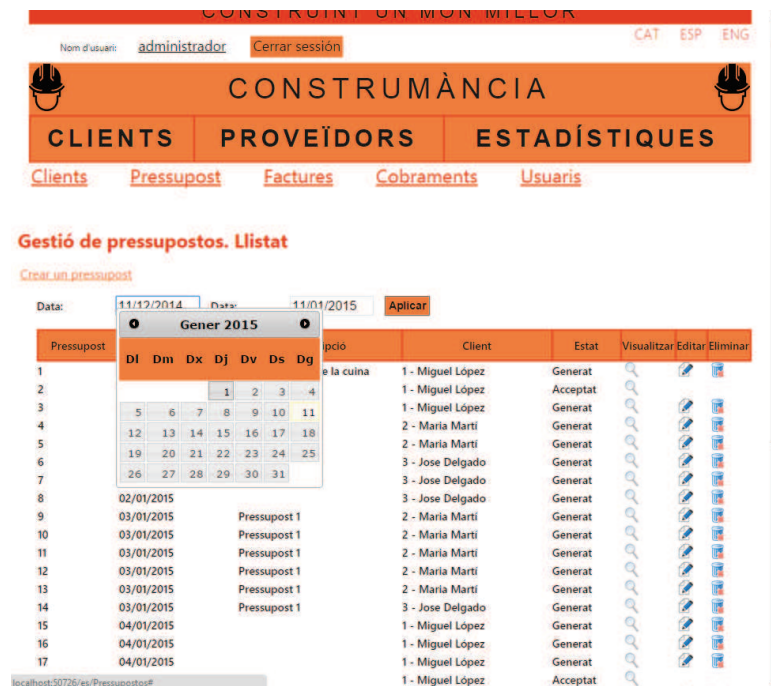 CONSTRUINT UN MÓN MILLOR
CAT ESP ENG
Nom d'usuari: administrador Cerrar sessión
CONSTRUMÀNCIA
CLIENTS PROVEÏDORS ESTADÍSTIQUES
Clients Pressupost Factures Cobraments Usuaris
Gestió de pressupostos. Llistat
Crear un pressupost
Data: 11/12/2014 Data: 11/01/2015 Aplicar
Gener 2015
Pressupost ipció Client Estat Visualitzar Editar Eliminar
Dl Dm Dx Dj Dv Ds Dg
1 e la cuina 1 - Miguel López Generat
2 1 - Miguel López Acceptat
1 2 3 4
3 1 - Miguel López Generat
5 6 7 8 9 10 11
4 2 - Maria Martí Generat
12 13 14 15 16 17 18
5 2 - Maria Martí Generat
19 20 21 22 23 24 25
6 3 - Jose Delgado Generat
26 27 28 29 30 31
7 3 - Jose Delgado Generat
8 02/01/2015 3 - Jose Delgado Generat
9 03/01/2015 Pressupost 1 2 - Maria Martí Generat
10 03/01/2015 Pressupost 1 2 - Maria Martí Generat
11 03/01/2015 Pressupost 1 2 - Maria Martí Generat
12 03/01/2015 Pressupost 1 2 - Maria Martí Generat
13 03/01/2015 Pressupost 1 2 - Maria Martí Generat
14 03/01/2015 Pressupost 1 3 - Jose Delgado Generat
15 04/01/2015 1 - Miguel López Generat
16 04/01/2015 1 - Miguel López Generat
17 04/01/2015 1 - Miguel López Generat
1 - Miguel López Acceptat
localhost:50726/es/Pressupostos#